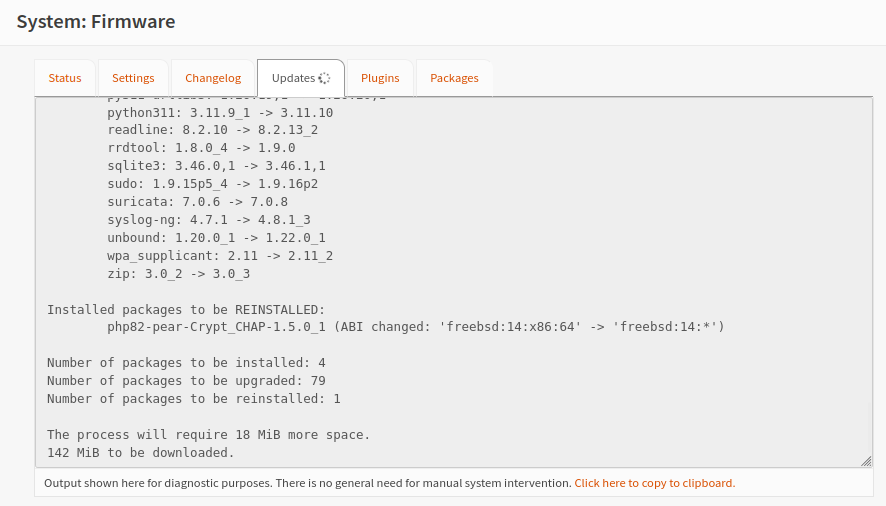 System: Firmware
Status Settings Changelog Updates Plugins Packages
python311: 3.11.9_1 -> 3.11.10
readline: 8.2.10 -> 8.2.13_2
rrdtool: 1.8.0_4 -> 1.9.0
sqlite3: 3.46.0,1 -> 3.46.1,1
sudo: 1.9.15p5_4 -> 1.9.16p2
suricata: 7.0.6 -> 7.0.8
syslog-ng: 4.7.1 -> 4.8.1_3
unbound: 1.20.0_1 -> 1.22.0_1
wpa_supplicant: 2.11 -> 2.11_2
zip: 3.0_2 -> 3.0_3
Installed packages to be REINSTALLED:
php82-pear-Crypt_CHAP-1.5.0_1 (ABI changed: 'freebsd:14:x86:64' -> 'freebsd:14:*')
Number of packages to be installed: 4
Number of packages to be upgraded: 79
Number of packages to be reinstalled: 1
The process will require 18 MiB more space.
142 MiB to be downloaded.
Output shown here for diagnostic purposes. There is no general need for manual system intervention. Click here to copy to clipboard.